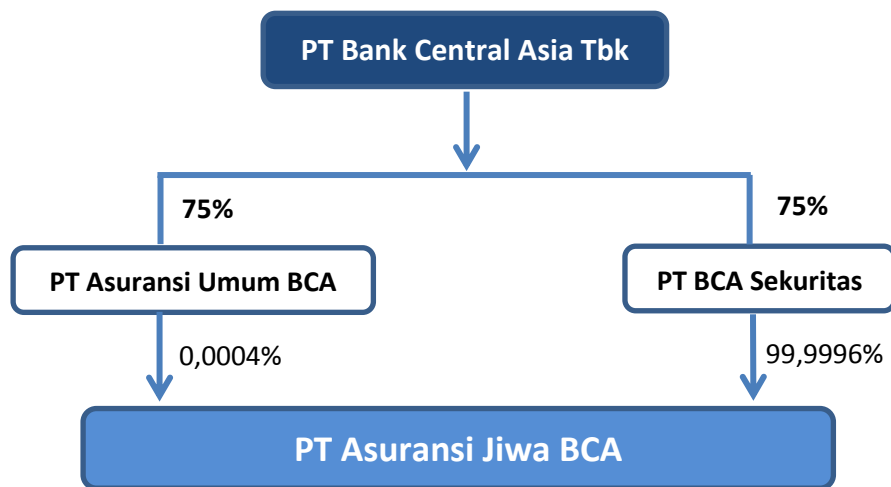 PT Bank Central Asia Tbk
75%
75%
PT Asuransi Umum BCA
PT BCA Sekuritas
0,0004%
99,9996%
PT Asuransi Jiwa BCA